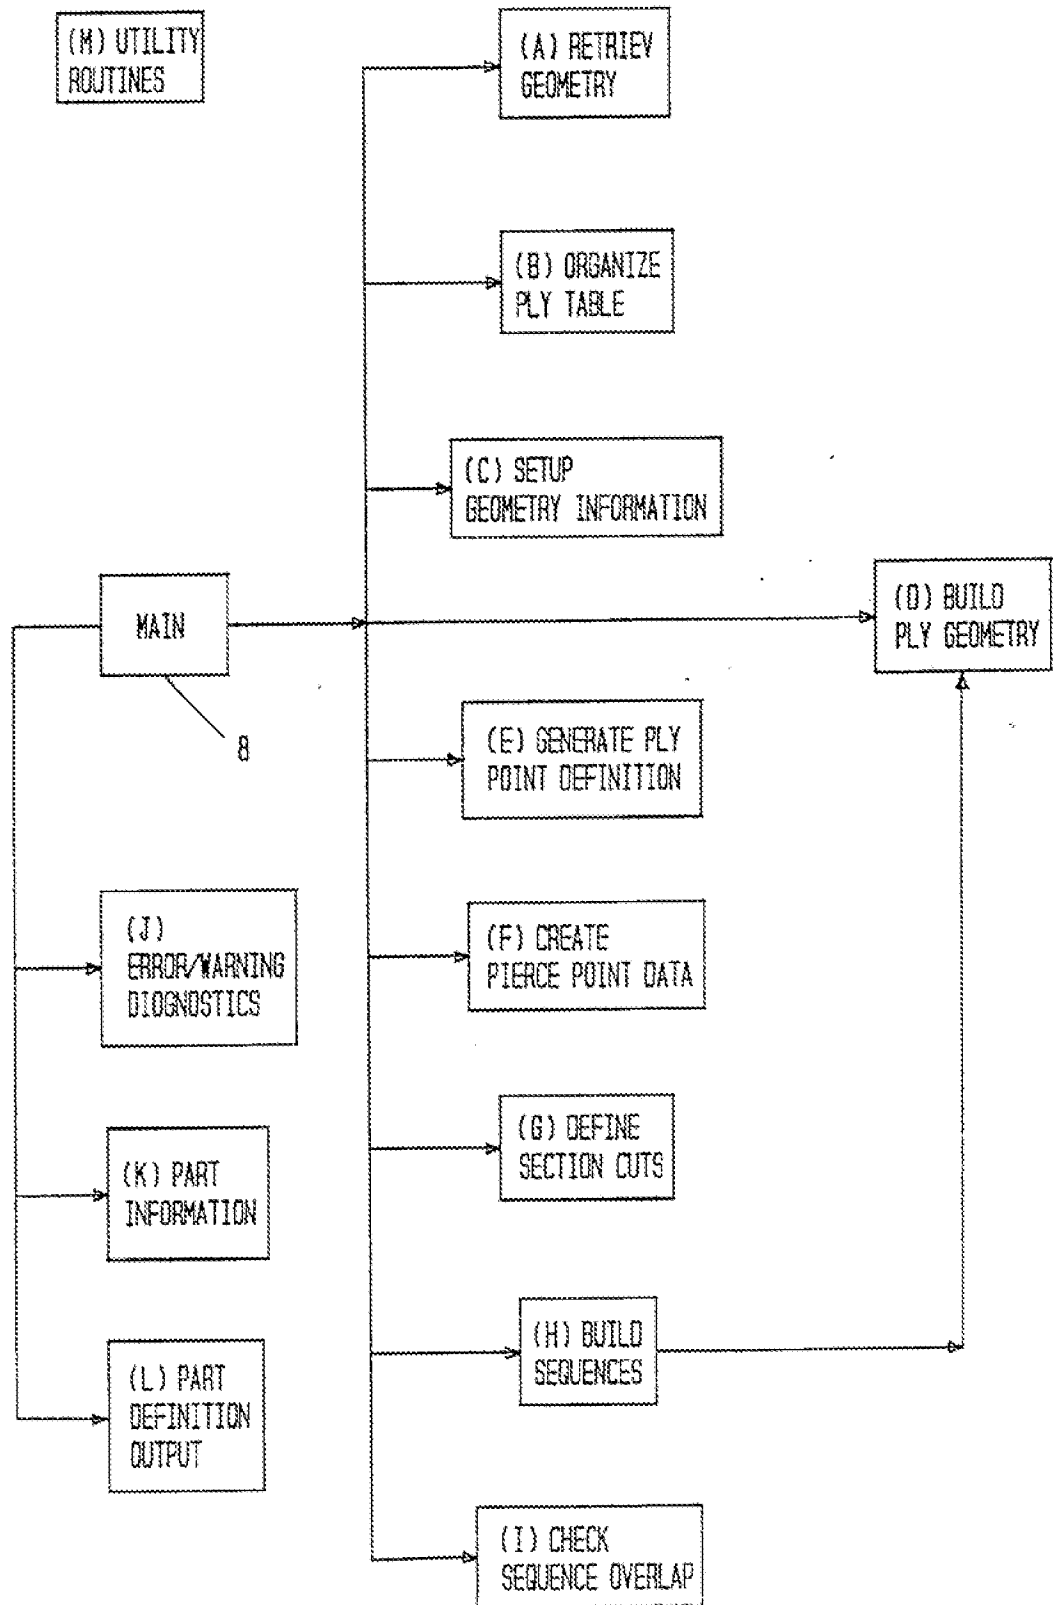 (M) UTILITY
ROUTINES
(A) RETRIEV
GEOMETRY
(B) ORGANIZE
PLY TABLE
(C) SETUP
GEOMETRY INFORMATION
MAIN
8
(D) BUILD
PLY GEOMETRY
(E) GENERATE PLY
POINT DEFINITION
(J)
ERROR/WARNING
DIOGNOSTICS
(F) CREATE
PIERCE POINT DATA
(G) DEFINE
SECTION CUTS
(K) PART
INFORMATION
(H) BUILD
SEQUENCES
(L) PART
DEFINITION
OUTPUT
(I) CHECK
SEQUENCE OVERLAP